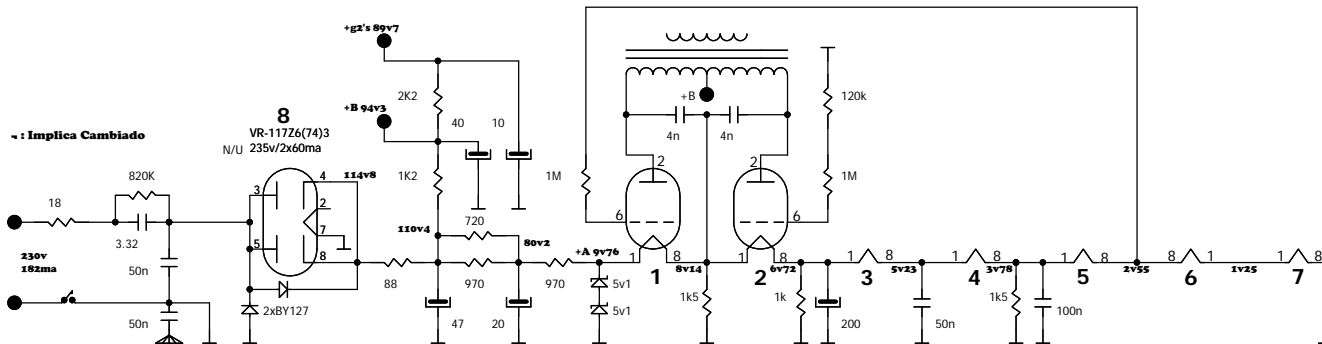 +g2's 89v7
2K2
+B 94v3
40
10
8
VR-117Z6(74)3
N/U
235v/2x60ma
¬ : Implica Cambiado
+B
4n
4n
120k
820K
18
3.32
50n
230v
182ma
50n
3
4
2
7
5
8
114v8
2xBY127
1K2
1M
110v4
720
80v2
88
970
970
+A 9v76
47
20
5v1
5v1
2
6
1
8
1
8v14
1k5
2
6
1M
1
8
2
6v72
1k
200
1
8
3
5v23
50n
1
8
4
3v78
1k5
100n
1
8
5
2v55
8
1
6
1v25
1
8
7